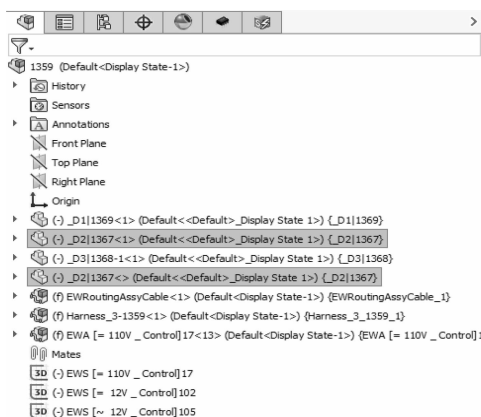 1359 (Default<Display State-1>)
History
Sensors
A Annotations
Front Plane
Top Plane
Right Plane
Origin
(-) _D1|1369<1> (Default<<Default>_Display State 1>) {_D1|1369}
(-) _D2|1367<1> (Default<<Default>_Display State 1>) {_D2|1367}
(-) _D3|1368-1<1> (Default<<Default>_Display State 1>) {_D3|1368}
(-) _D2|1367<> (Default<<Default>_Display State 1>) {_D2|1367}
(f) EWRoutingAssyCable<1> (Default<Display State-1>) {EWRoutingAssyCable_1}
(f) Harness_3-1359<1> (Default<Display State-1>) {Harness_3_1359_1}
(f) EWA [= 110V _ Control]17<13> (Default<Display State-1>) {EWA [= 110V _ Control]1
Mates
3D (-) EWS [= 110V _ Control]17
3D (-) EWS [= 12V _ Control]102
3D (-) EWS [~ 12V _ Control]105